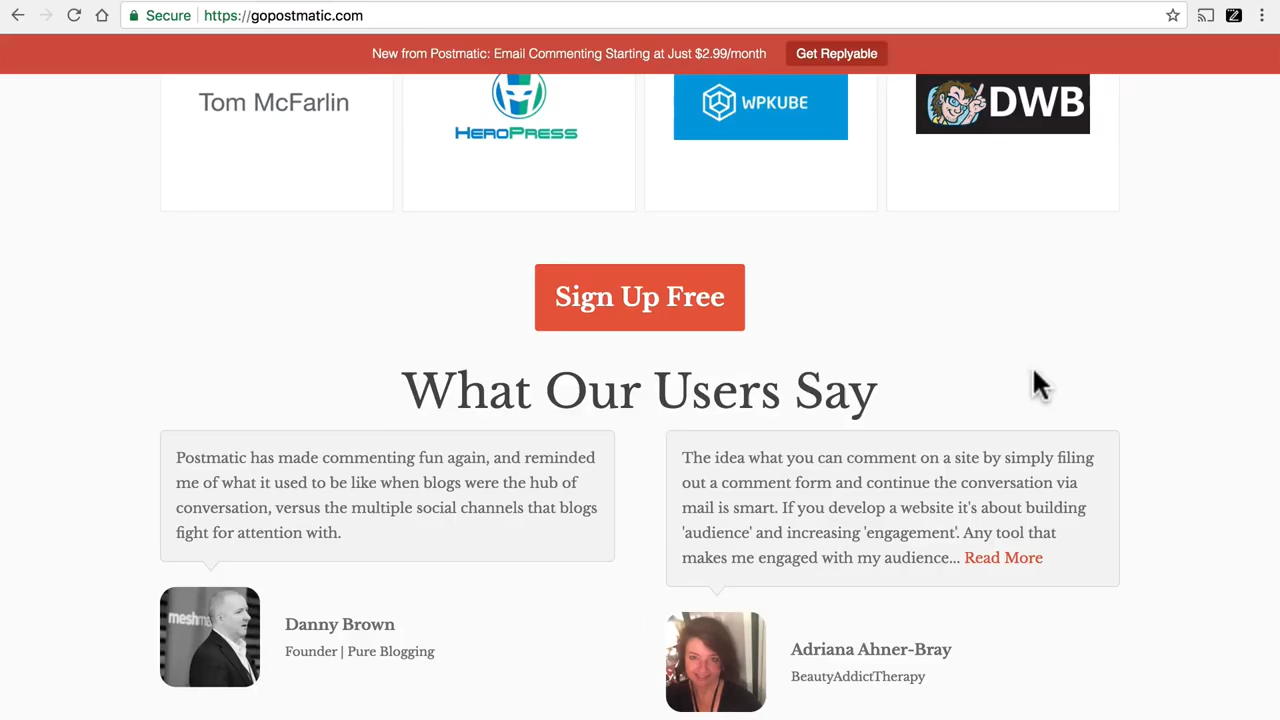 Secure https://gopostmatic.com
New from Postmatic: Email Commenting Starting at Just $2.99/month Get Replyable
Tom McFarlin
HEROPRESS
WPKUBE
DWB
Sign Up Free
What Our Users Say
Postmatic has made commenting fun again, and reminded
me of what it used to be like when blogs were the hub of
conversation, versus the multiple social channels that blogs
fight for attention with.
Danny Brown
Founder | Pure Blogging
The idea what you can comment on a site by simply filing
out a comment form and continue the conversation via
mail is smart. If you develop a website it's about building
'audience' and increasing 'engagement'. Any tool that
makes me engaged with my audience... Read More
Adriana Ahner-Bray
BeautyAddictTherapy